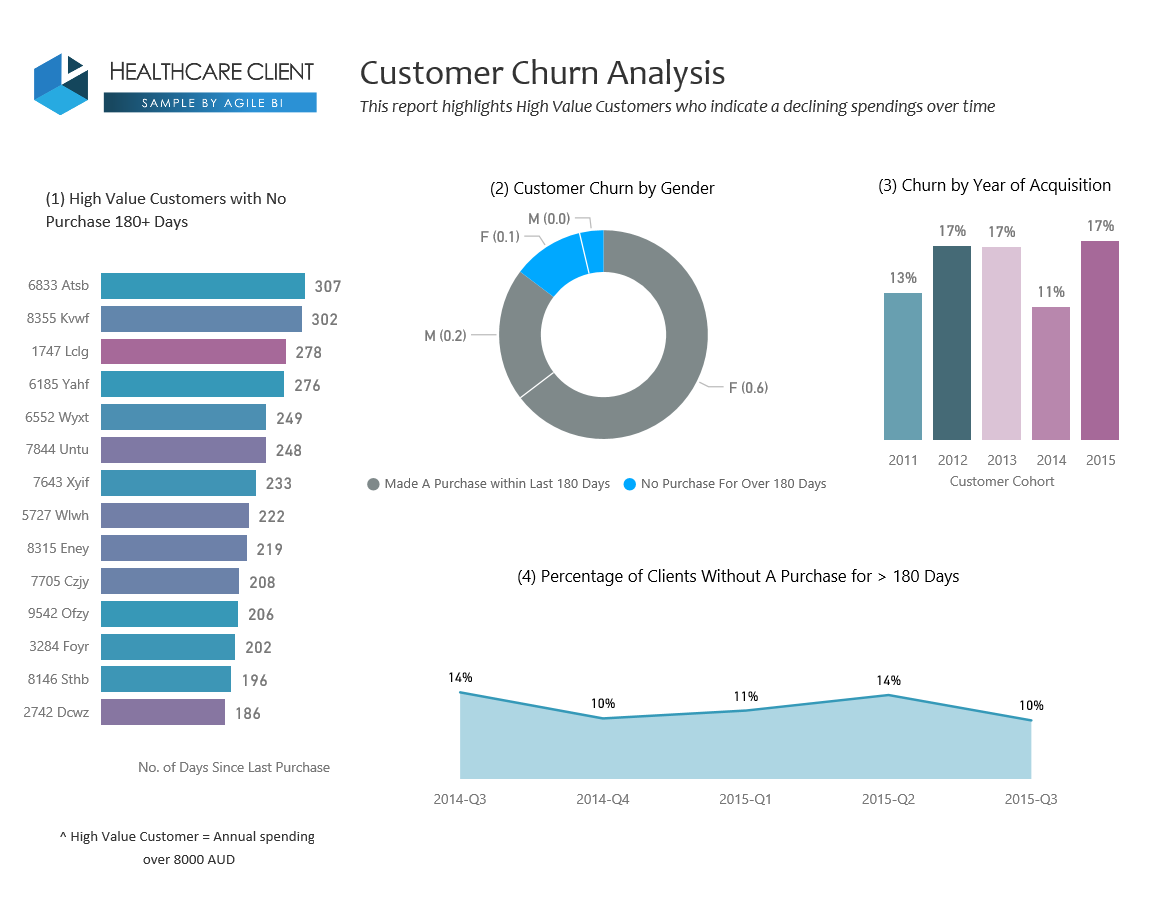 HEALTHCARE CLIENT
SAMPLE BY AGILE BI
Customer Churn Analysis
This report highlights High Value Customers who indicate a declining spendings over time
(1) High Value Customers with No
Purchase 180+ Days
6833 Atsb 307
8355 Kvwf 302
1747 Lclg 278
6185 Yahf 276
6552 Wyxt 249
7844 Untu 248
7643 Xyif 233
5727 Wlwh 222
8315 Eney 219
7705 Czjy 208
9542 Ofzy 206
3284 Foyr 202
8146 Sthb 196
2742 Dcwz 186
No. of Days Since Last Purchase
^ High Value Customer = Annual spending
over 8000 AUD
(2) Customer Churn by Gender
M (0.0)
F (0.1)
M (0.2)
F (0.6)
Made A Purchase within Last 180 Days No Purchase For Over 180 Days
(3) Churn by Year of Acquisition
13% 17% 17% 11% 17%
2011 2012 2013 2014 2015
Customer Cohort
(4) Percentage of Clients Without A Purchase for > 180 Days
14% 10% 11% 14% 10%
2014-Q3 2014-Q4 2015-Q1 2015-Q2 2015-Q3